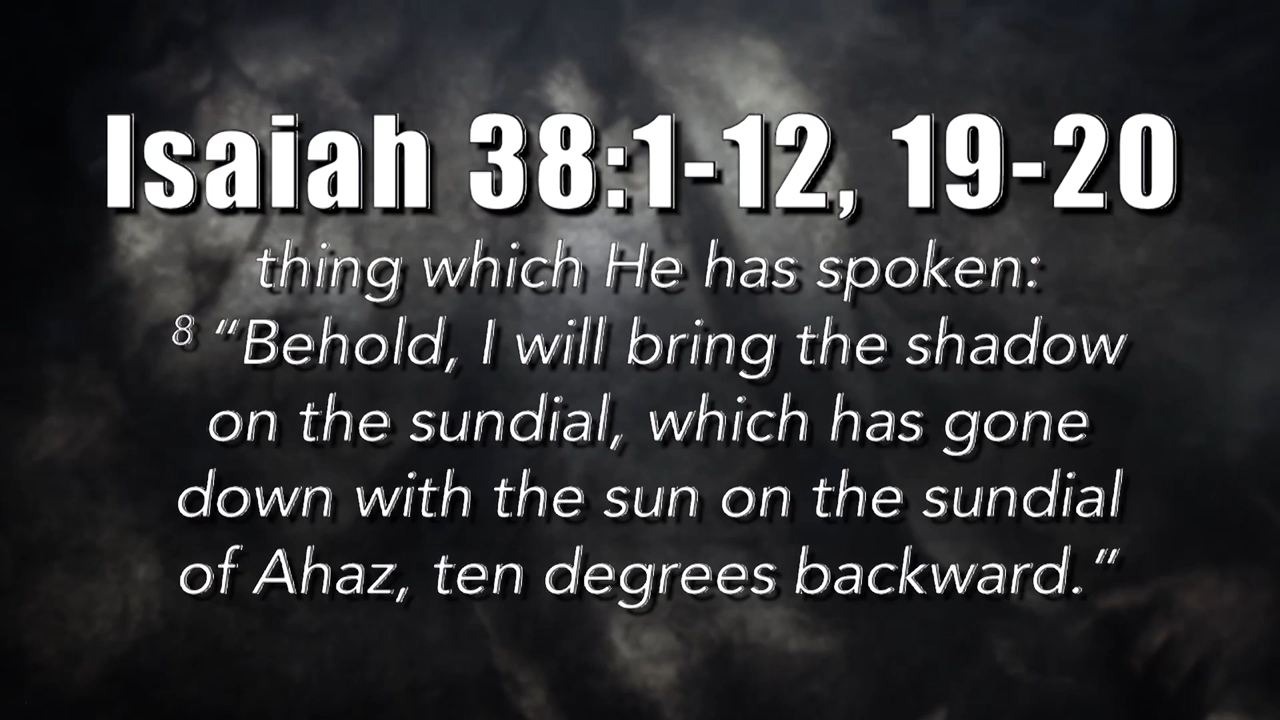 Isaiah 38:1-12, 19-20
thing which He has spoken:
8 “Behold, I will bring the shadow
on the sundial, which has gone
down with the sun on the sundial
of Ahaz, ten degrees backward.”